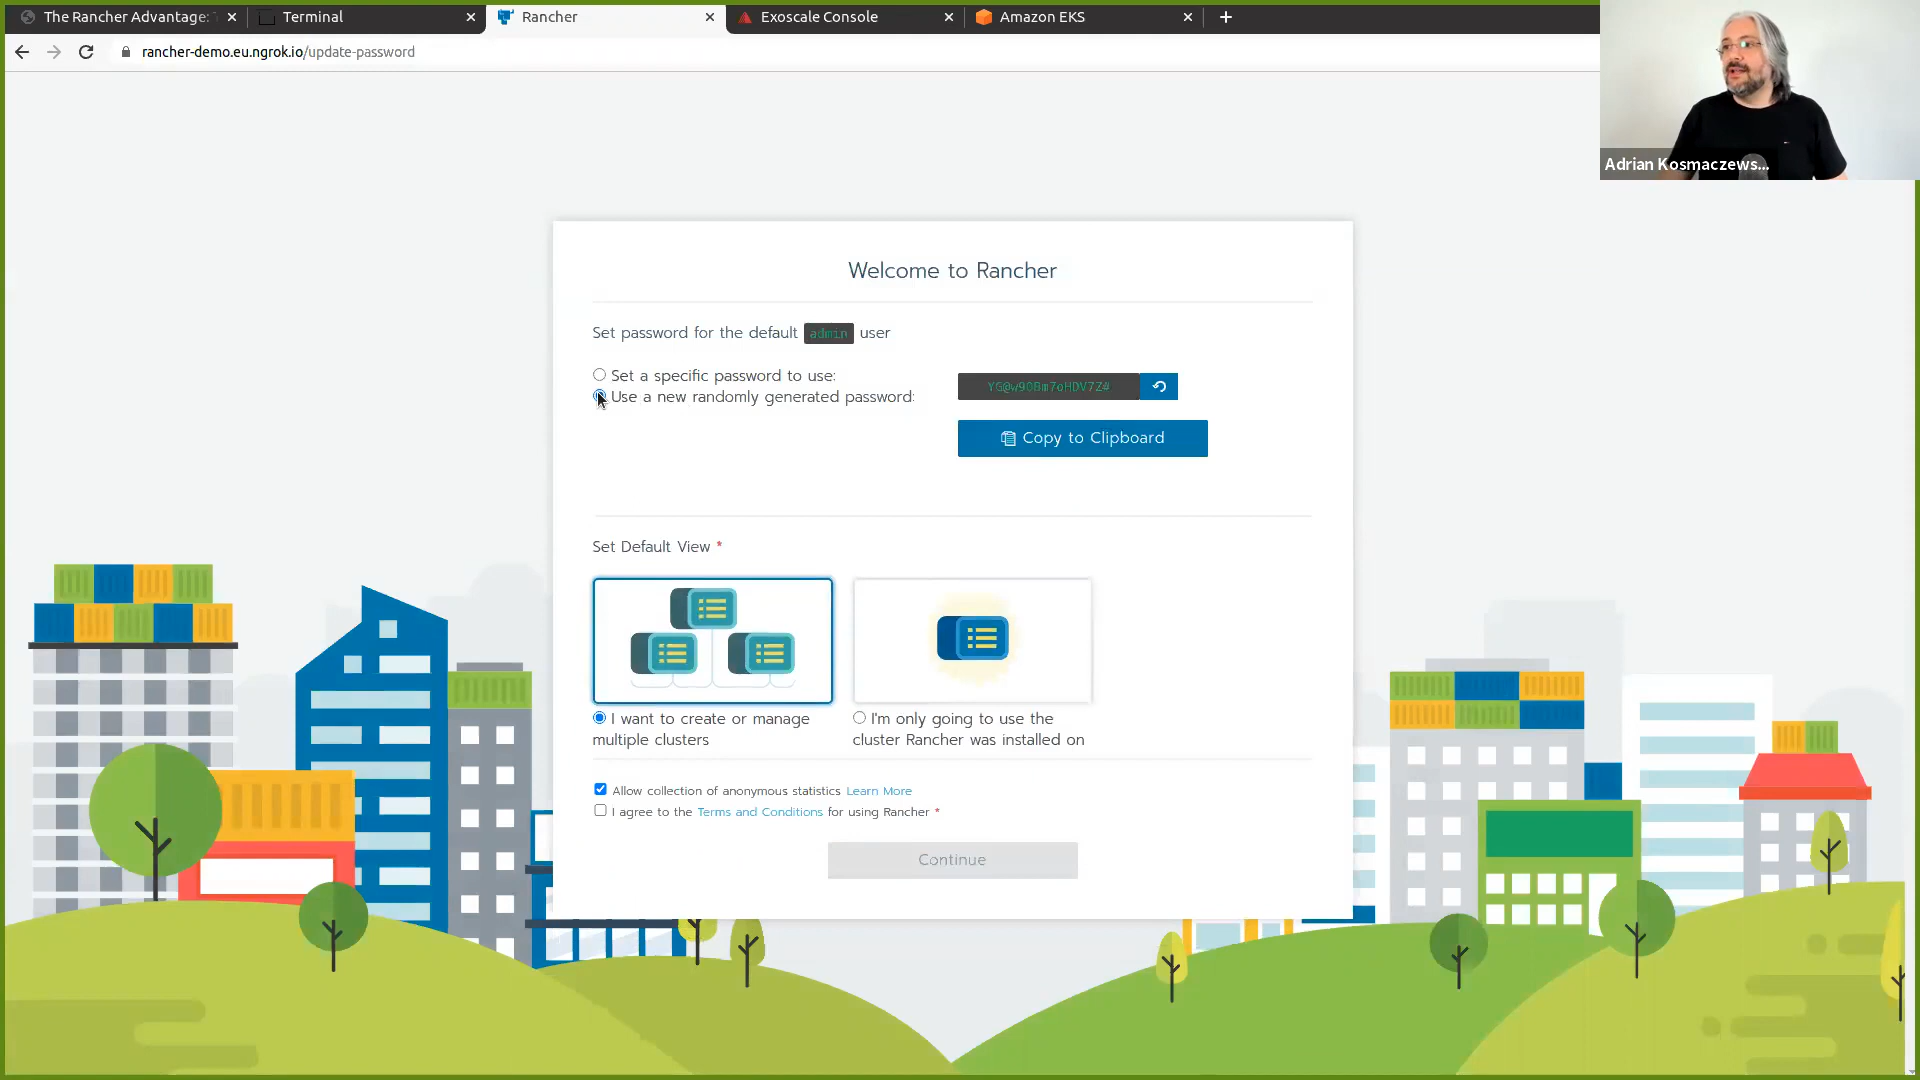 The Rancher Advantage:
Terminal
Rancher
Exoscale Console
Amazon EKS
rancher-demo.eu.ngrok.io/update-password
Adrian Kosmaczews...
Welcome to Rancher
Set password for the default admin user
Set a specific password to use:
Use a new randomly generated password:
YG@w90Bm7oHDV7Z#
Copy to Clipboard
Set Default View *
I want to create or manage
multiple clusters
I'm only going to use the
cluster Rancher was installed on
Allow collection of anonymous statistics Learn More
I agree to the Terms and Conditions for using Rancher *
Continue